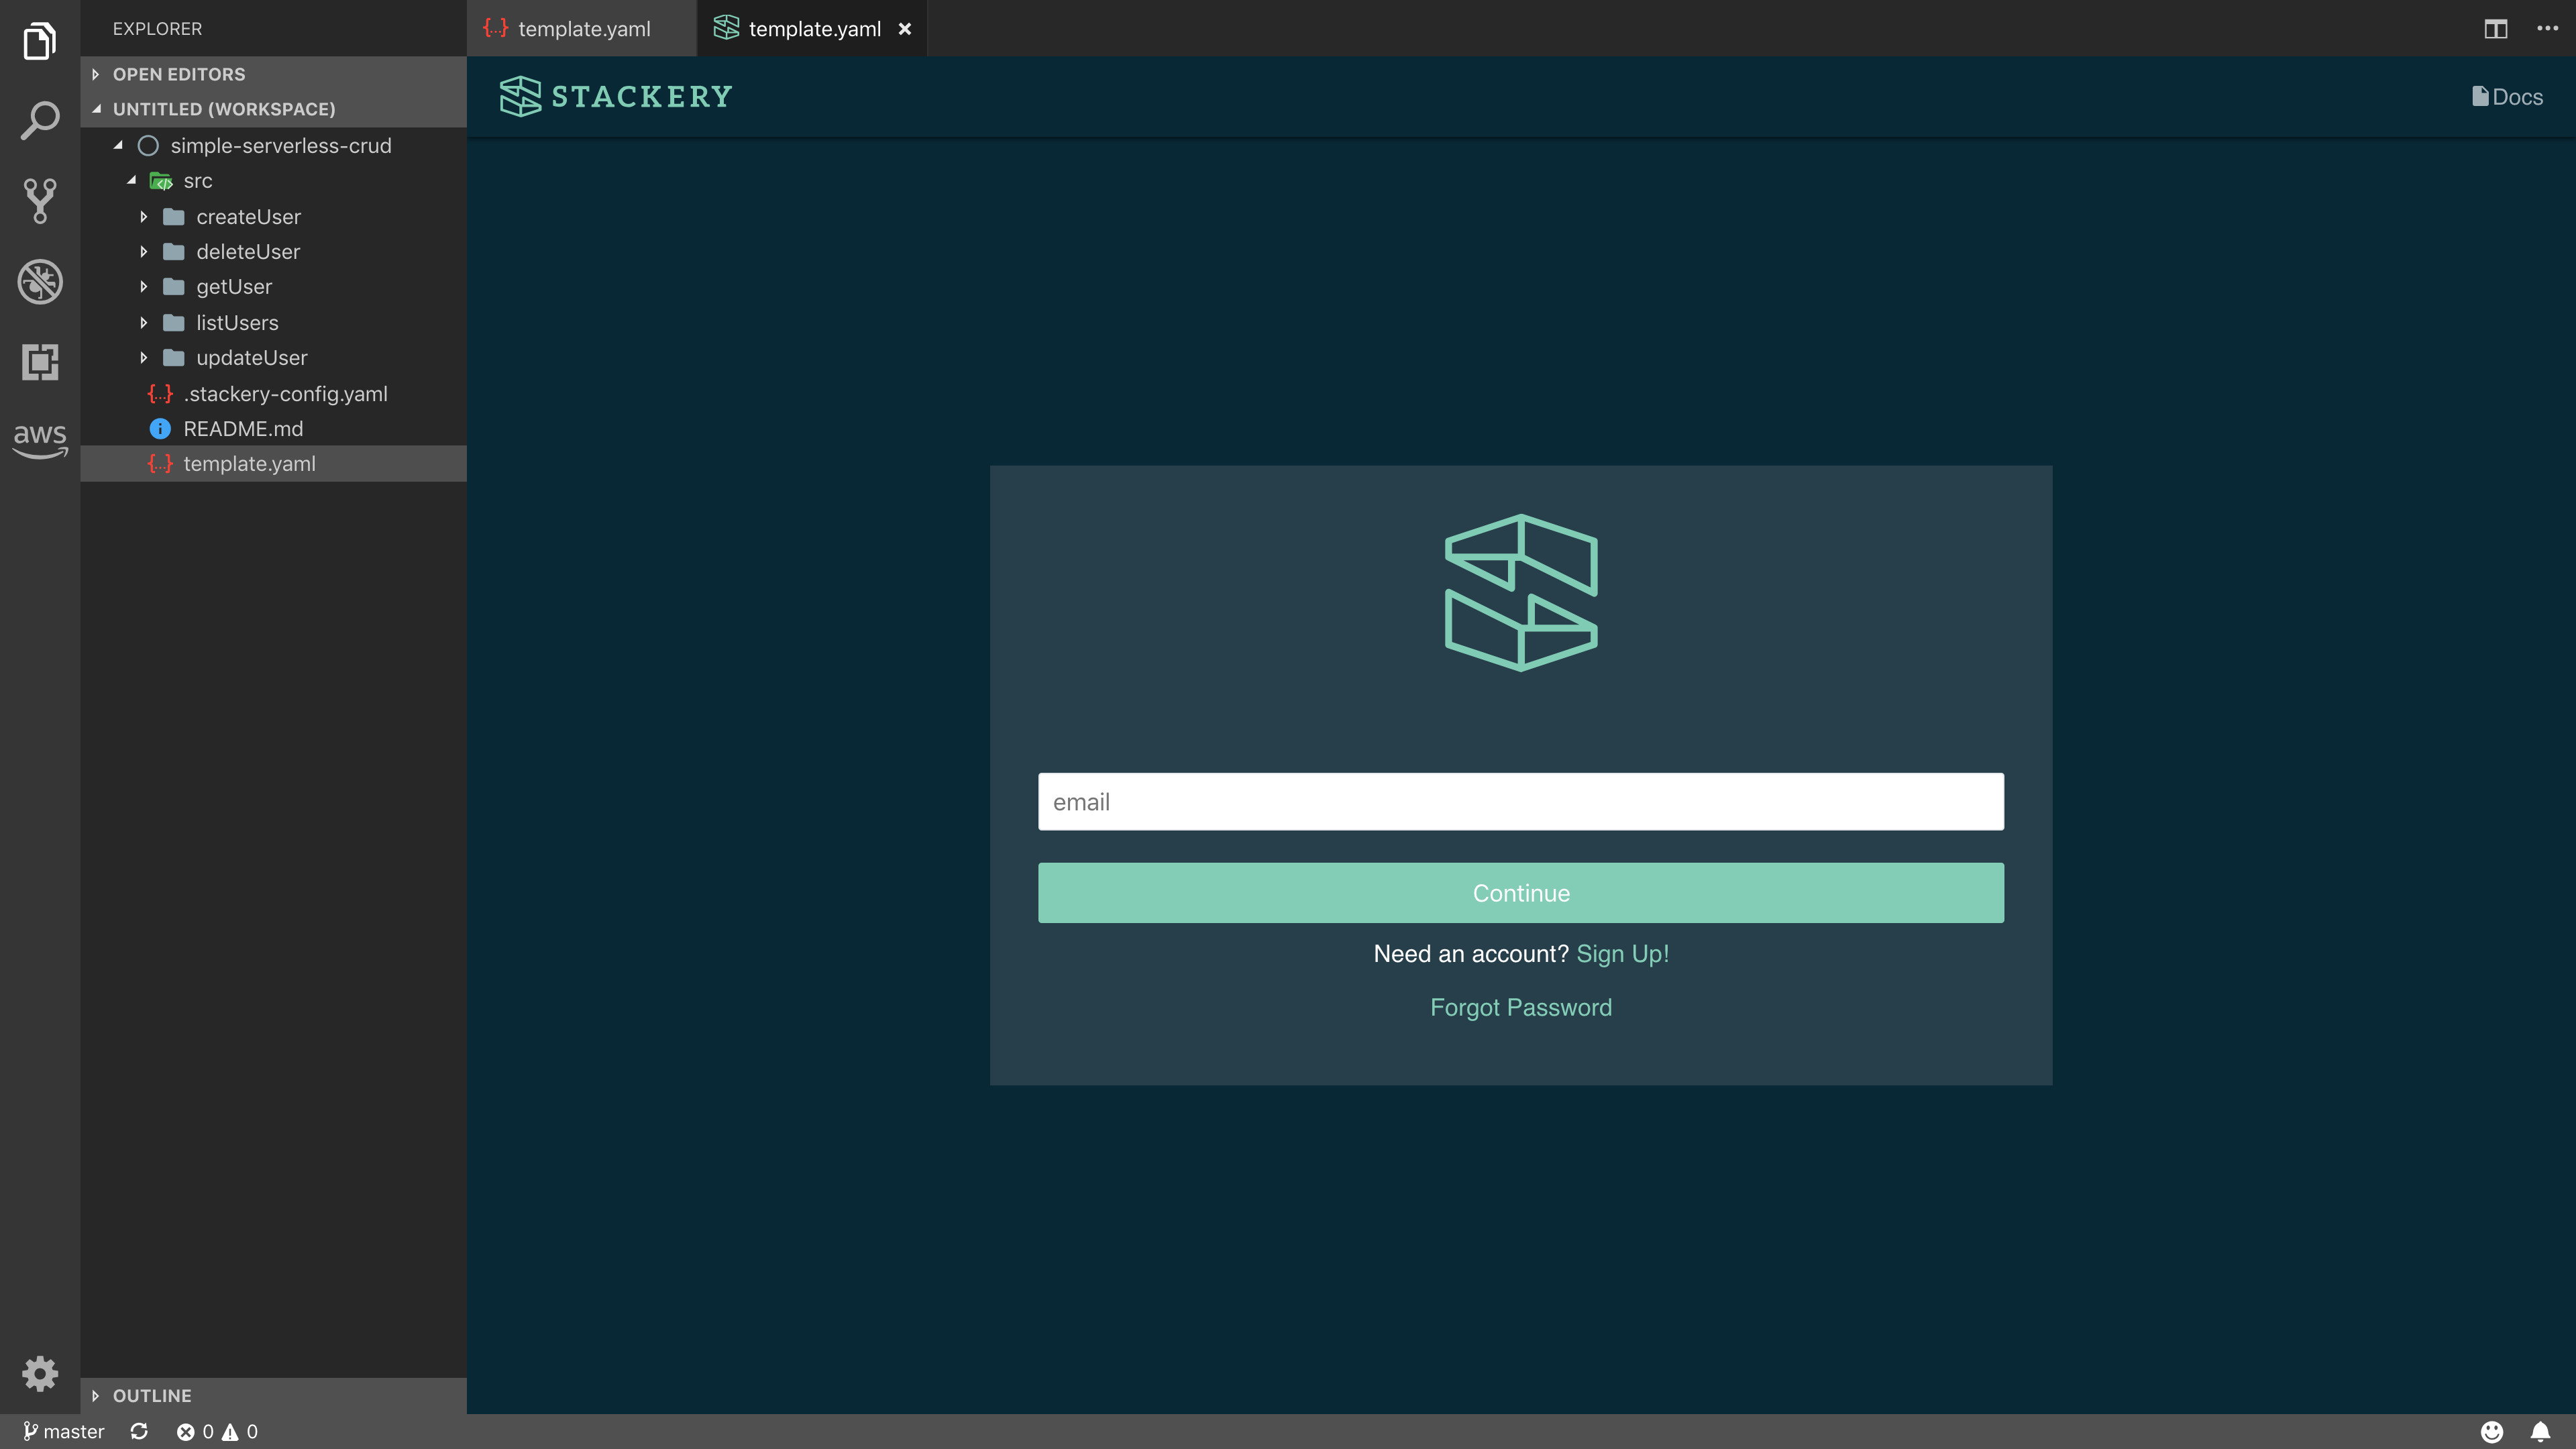 EXPLORER
OPEN EDITORS
UNTITLED (WORKSPACE)
simple-serverless-crud
src
createUser
deleteUser
getUser
listUsers
updateUser
{...} .stackery-config.yaml
README.md
{...} template.yaml
OUTLINE
aws
{...} template.yaml
template.yaml
STACKERY
Docs
email
Continue
Need an account? Sign Up!
Forgot Password
master 0 0